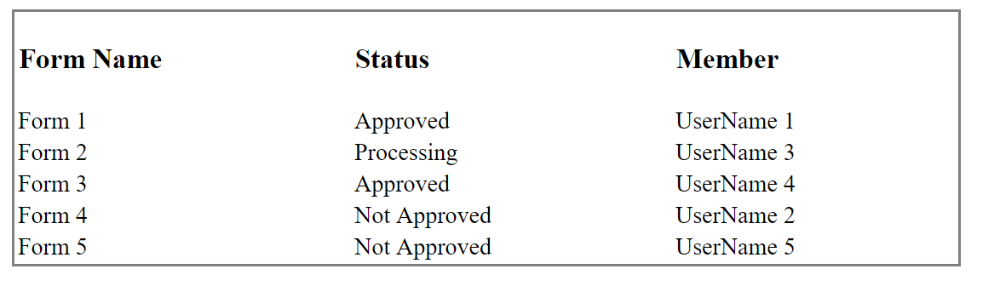 Form Name Status Member
Form 1 Approved UserName 1
Form 2 Processing UserName 3
Form 3 Approved UserName 4
Form 4 Not Approved UserName 2
Form 5 Not Approved UserName 5